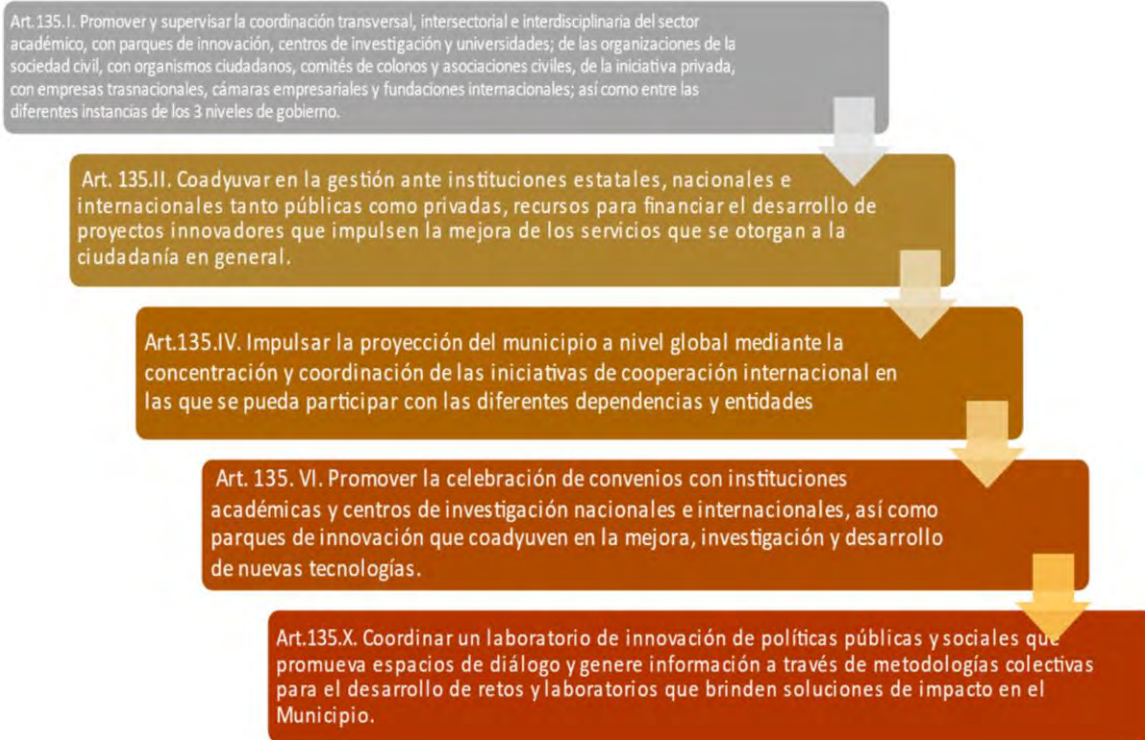 Art.135.I. Promover y supervisar la coordinación transversal, intersectorial e interdisciplinaria del sector
académico, con parques de innovación, centros de investigación y universidades; de las organizaciones de la
sociedad civil, con organismos ciudadanos, comités de colonos y asociaciones civiles, de la iniciativa privada,
con empresas trasnacionales, cámaras empresariales y fundaciones internacionales; así como entre las
diferentes instancias de los 3 niveles de gobierno.
Art. 135.II. Coadyuvar en la gestión ante instituciones estatales, nacionales e
internacionales tanto públicas como privadas, recursos para financiar el desarrollo de
proyectos innovadores que impulsen la mejora de los servicios que se otorgan a la
ciudadanía en general.
Art.135.IV. Impulsar la proyección del municipio a nivel global mediante la
concentración y coordinación de las iniciativas de cooperación internacional en
las que se pueda participar con las diferentes dependencias y entidades
Art. 135. VI. Promover la celebración de convenios con instituciones
académicas y centros de investigación nacionales e internacionales, así como
parques de innovación que coadyuven en la mejora, investigación y desarrollo
de nuevas tecnologías.
Art.135.X. Coordinar un laboratorio de innovación de políticas públicas y sociales que
promueva espacios de diálogo y genere información a través de metodologías colectivas
para el desarrollo de retos y laboratorios que brinden soluciones de impacto en el
Municipio.